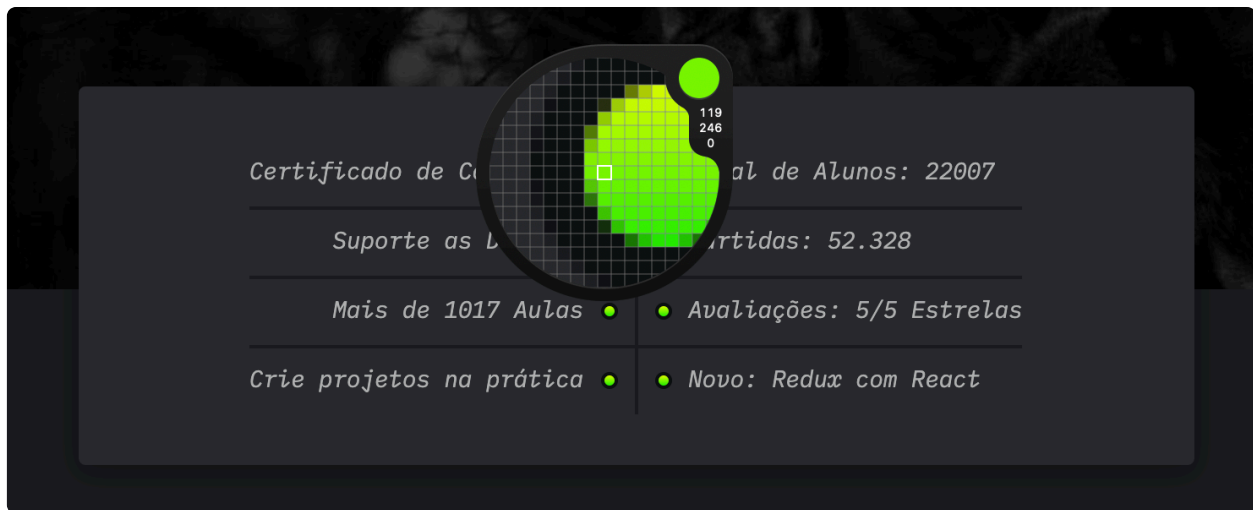 119
246
0
Certificado de
al de Alunos: 22007
Suporte as
rtidas: 52.328
Mais de 1017 Aulas
Avaliações: 5/5 Estrelas
Crie projetos na prática
Novo: Redux com React